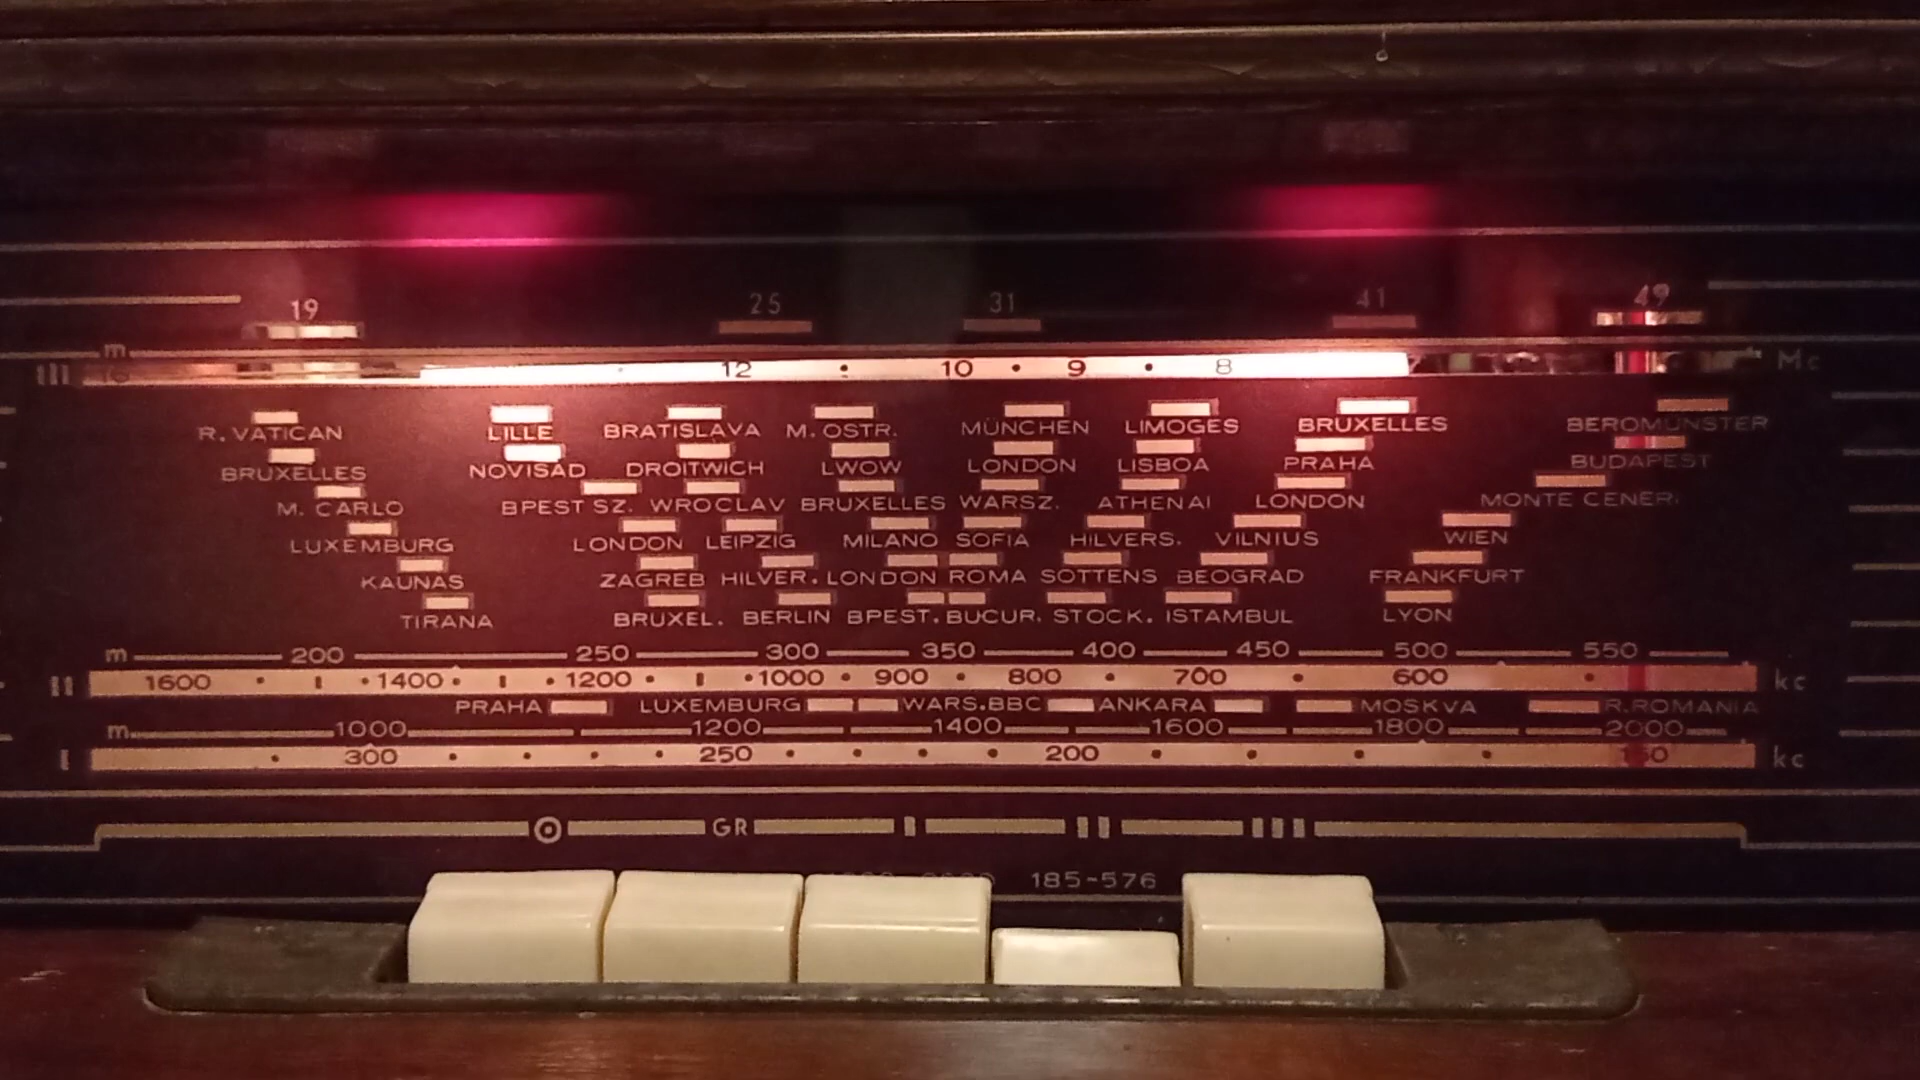 19 25 31 41 49
m
III 12 10 9 8 Mc
R. VATICAN LILLE BRATISLAVA M. OSTR. MÜNCHEN LIMOGES BRUXELLES BEROMÜNSTER
BRUXELLES NOVISAD DROITWICH LWOW LONDON LISBOA PRAHA BUDAPEST
M. CARLO BPEST SZ. WROCLAV BRUXELLES WARSZ. ATHENAI LONDON MONTE CENERI
LUXEMBURG LONDON LEIPZIG MILANO SOFIA HILVERS. VILNIUS WIEN
KAUNAS ZAGREB HILVER. LONDON ROMA SOTTENS BEOGRAD FRANKFURT
TIRANA BRUXEL. BERLIN BPEST. BUCUR. STOCK. ISTAMBUL LYON
m 200 250 300 350 400 450 500 550
II 1600 1400 1200 1000 900 800 700 600 kc
PRAHA LUXEMBURG WARS. BBC ANKARA MOSKVA R.ROMANIA
m 1000 1200 1400 1600 1800 2000
I 300 250 200 150 kc
GR I II III
185-576